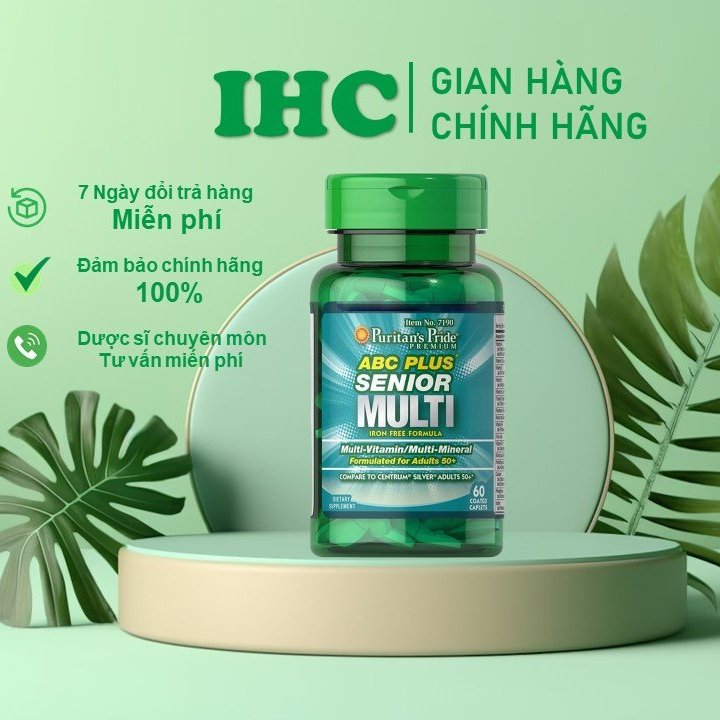 IHC
GIAN HÀNG
CHÍNH HÃNG
7 Ngày đổi trả hàng
Miễn phí
Đảm bảo chính hãng
100%
Dược sĩ chuyên môn
Tư vấn miễn phí
Item No. 7190
Puritan's Pride®
PREMIUM
ABC PLUS®
SENIOR
MULTI
IRON FREE FORMULA
Multi-Vitamin/Multi-Mineral
Formulated for Adults 50+
COMPARE TO CENTRUM® SILVER® ADULTS 50+*
DIETARY
SUPPLEMENT
60
COATED
CAPLETS